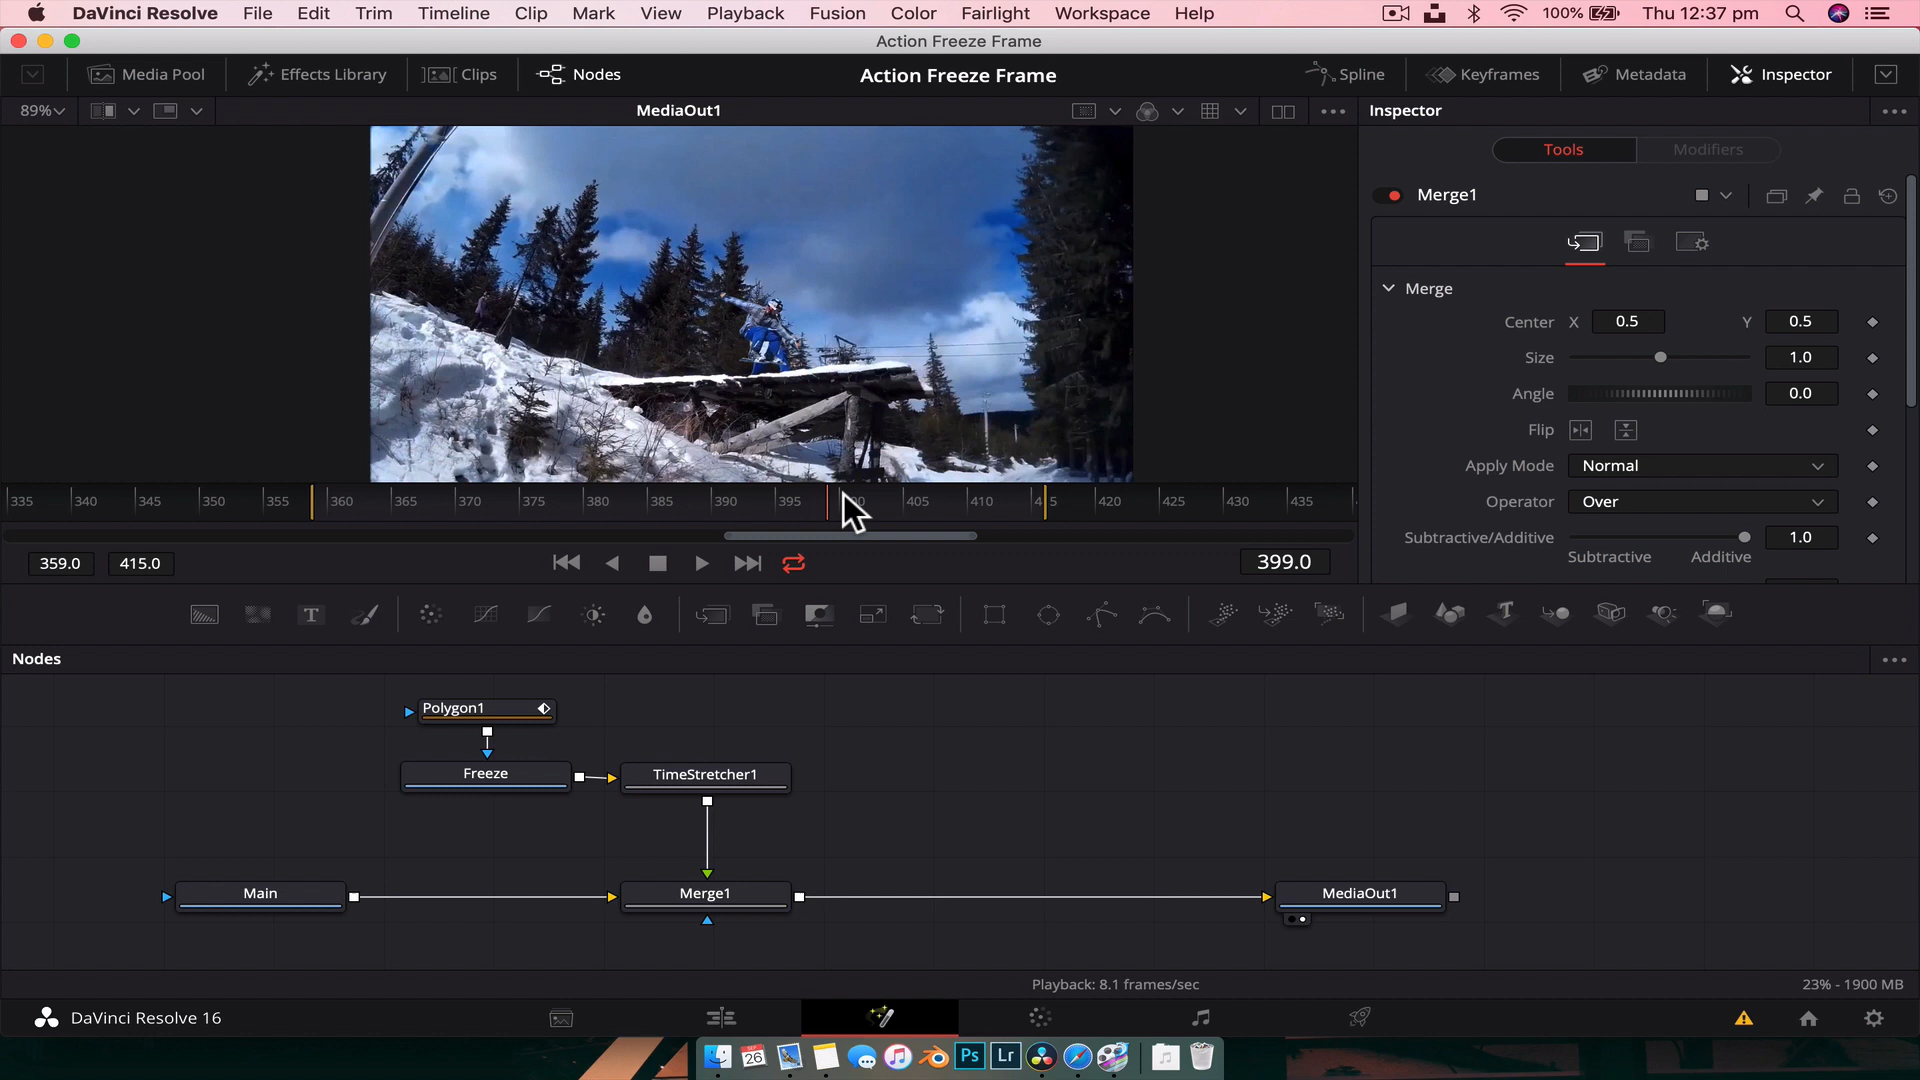 DaVinci Resolve File Edit Trim Timeline Clip Mark View Playback Fusion Color Fairlight Workspace Help 100% Thu 12:37 pm
Action Freeze Frame
Media Pool Effects Library Clips Nodes Action Freeze Frame Spline Keyframes Metadata Inspector
89% MediaOut1 Inspector
Tools Modifiers
Merge1
Merge
Center X 0.5 Y 0.5
Size 1.0
Angle 0.0
Flip
Apply Mode Normal
Operator Over
Subtractive/Additive 1.0
Subtractive Additive
335 340 345 350 355 360 365 370 375 380 385 390 395 405 410 420 425 430 435
359.0 415.0 399.0
T
Nodes
Polygon1
Freeze TimeStretcher1
Main Merge1 MediaOut1
Playback: 8.1 frames/sec 23% - 1900 MB
DaVinci Resolve 16
SEP
26
Ps Lr